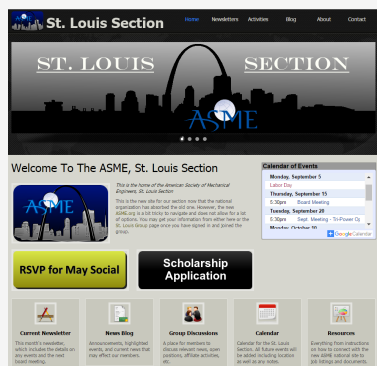 St. Louis Section
Home Newsletters Activities Blog About Contact
ST. LOUIS SECTION
ASME
Welcome To The ASME, St. Louis Section
ASME
This is the home of the American Society of Mechanical
Engineers, St. Louis Section
This is the new site for our section now that the national
organization has absorbed the old one. However, the new
ASME.org is a bit tricky to navigate and does not allow for a lot
of options. You may get your information from either here or the
St. Louis Group page once you have signed in and joined the
group.
Calendar of Events
Monday, September 5
Labor Day
Thursday, September 15
5:30pm Board Meeting
Tuesday, September 20
5:30pm Sept. Meeting - Tri-Power Op
Monday, October 10
Google Calendar
RSVP for May Social
Scholarship
Application
Current Newsletter
This month's newsletter,
which includes the details on
any events and the next
board meeting.
News Blog
Announcements, highlighted
events, and current news that
may effect our members.
Group Discussions
A place for members to
discuss relevant news, open
positions, affiliate activities,
etc.
Calendar
Calendar for the St. Louis
Section. All future events will
be added including location
as well as any notes.
Resources
Everything from instructions
on how to connect with the
new ASME national site to
job listings and documents.